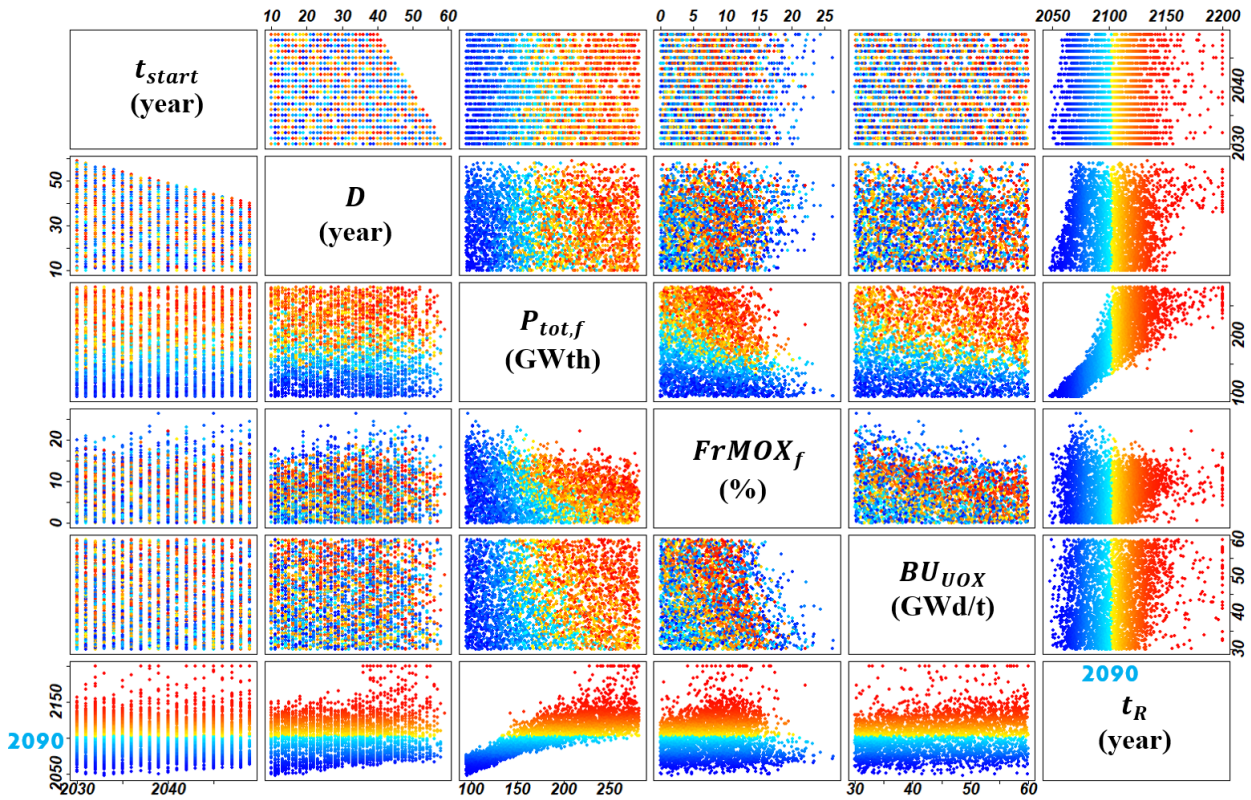 10 20 30 40 50 60
0 5 10 15 20 25
2050 2100 2150 2200
t_start
(year)
2030 2040
10 30 50
D
(year)
P_tot,f
(GWth)
100 200
0 10 20
FrMOX_f
(%)
BU_UOX
(GWd/t)
30 40 50 60
2050 2150
2090
2090
t_R
(year)
2030 2040
100 150 200 250
30 40 50 60